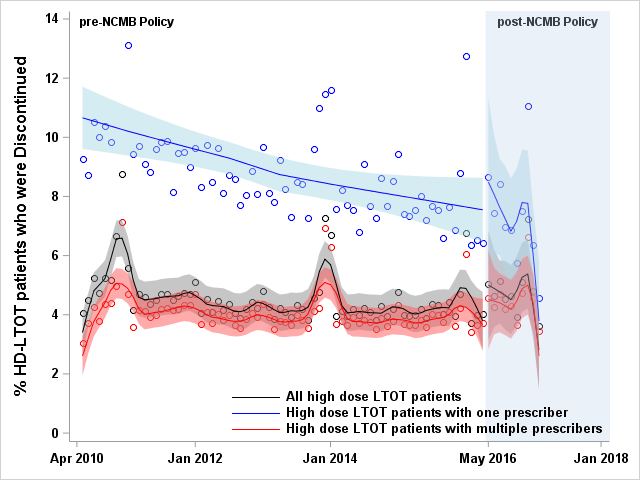 % HD-LTOT patients who were Discontinued
14
12
10
8
6
4
2
0
pre-NCMB Policy
post-NCMB Policy
All high dose LTOT patients
High dose LTOT patients with one prescriber
High dose LTOT patients with multiple prescribers
Apr 2010
Jan 2012
Jan 2014
May 2016
Jan 2018